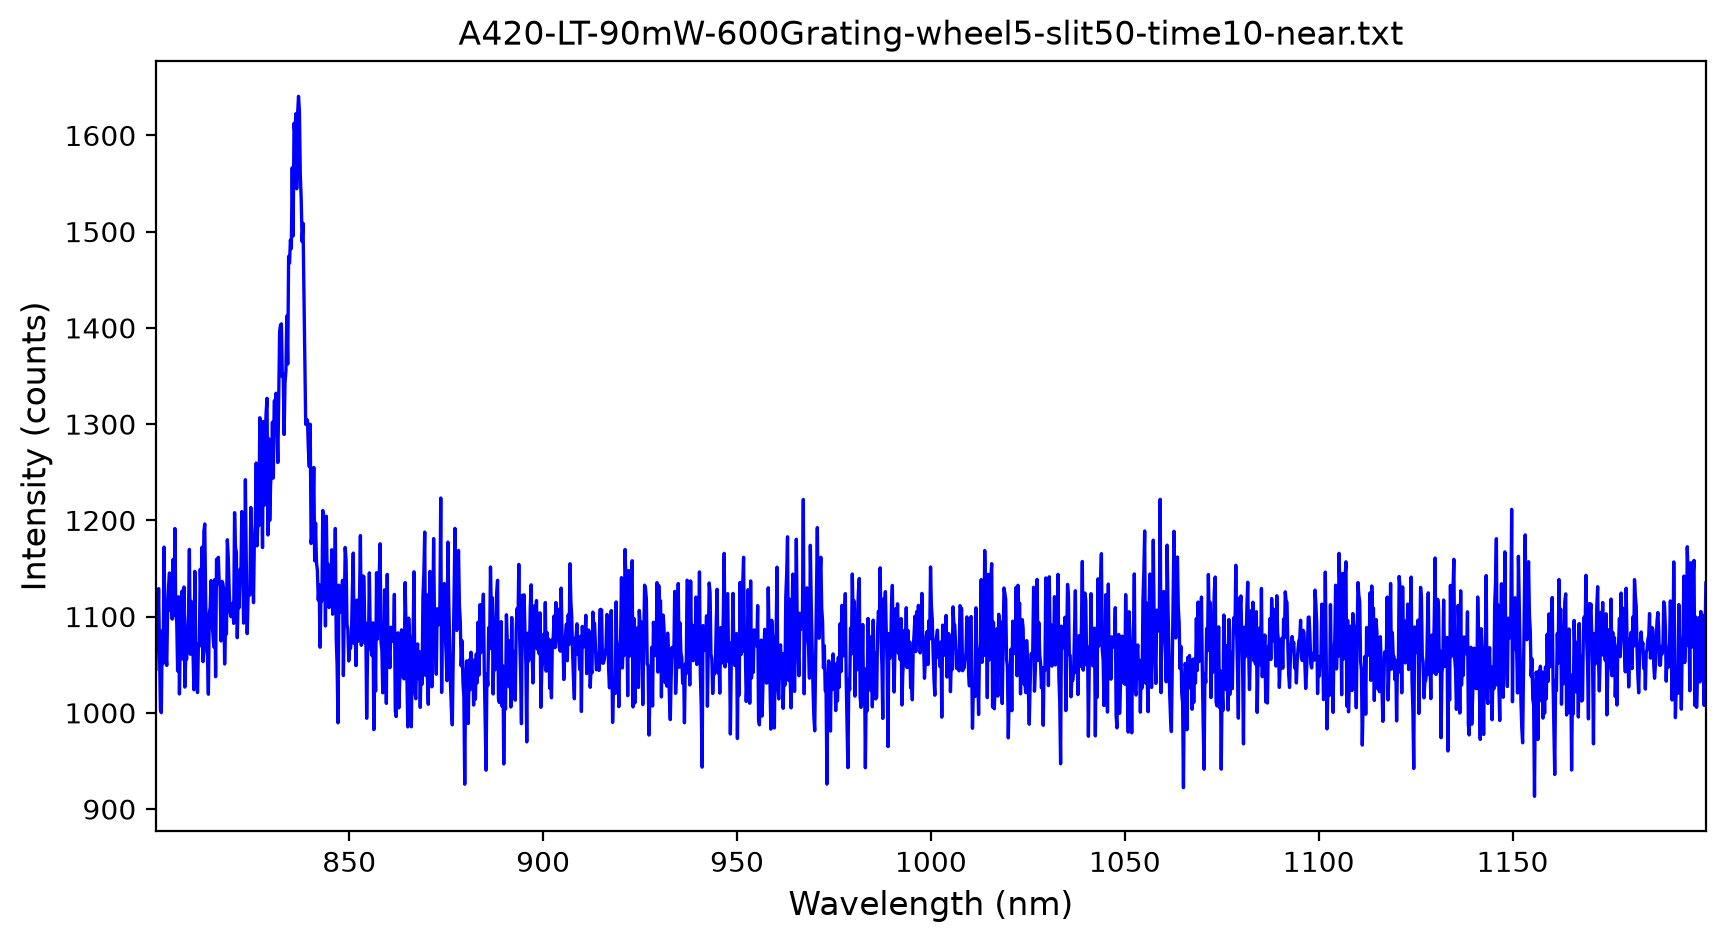 A420-LT-90mW-600Grating-wheel5-slit50-time10-near.txt
Intensity (counts)
1600
1500
1400
1300
1200
1100
1000
900
850 900 950 1000 1050 1100 1150
Wavelength (nm)